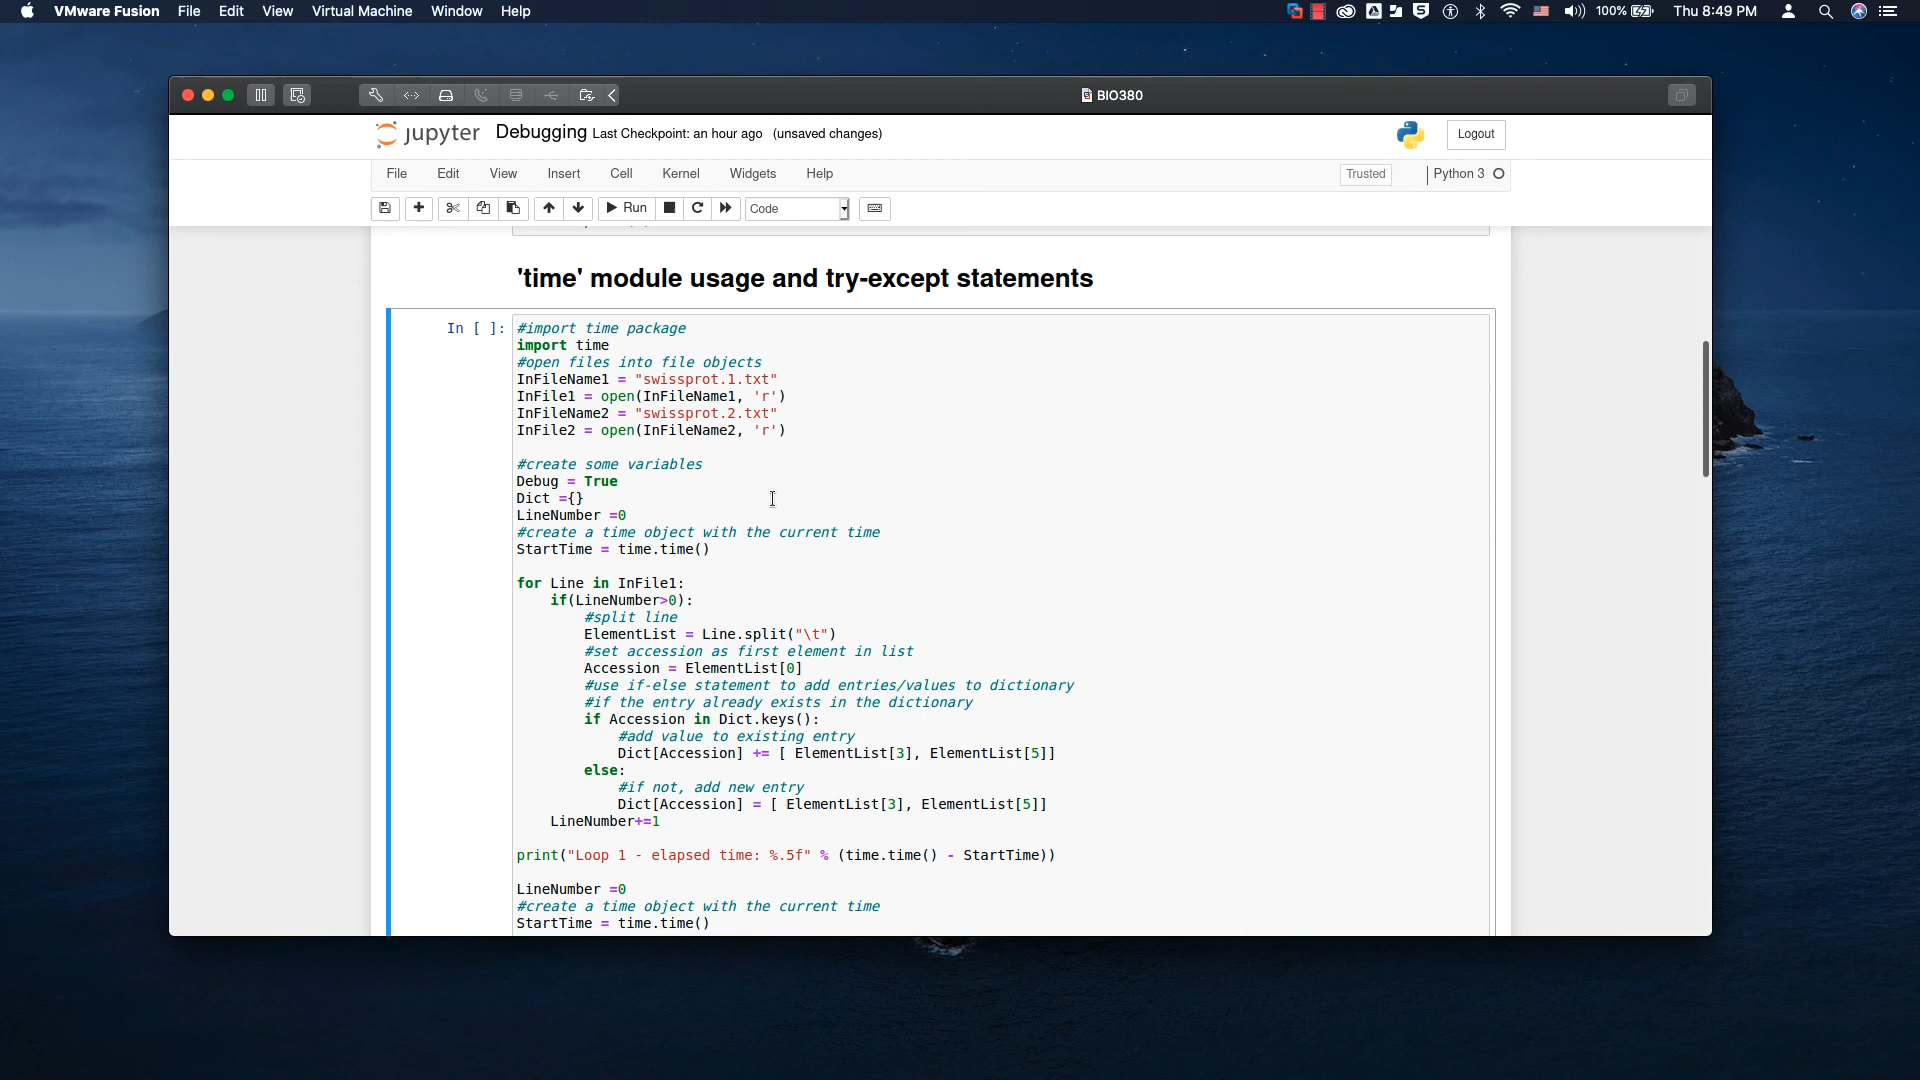 VMware Fusion File Edit View Virtual Machine Window Help 100% Thu 8:49 PM
BIO380
jupyter Debugging Last Checkpoint: an hour ago (unsaved changes) Logout
File Edit View Insert Cell Kernel Widgets Help Trusted Python 3
Run Code
'time' module usage and try-except statements
In [ ]: #import time package
import time
#open files into file objects
InFileName1 = "swissprot.1.txt"
InFile1 = open(InFileName1, 'r')
InFileName2 = "swissprot.2.txt"
InFile2 = open(InFileName2, 'r')
#create some variables
Debug = True
Dict ={}
LineNumber =0
#create a time object with the current time
StartTime = time.time()
for Line in InFile1:
if(LineNumber>0):
#split line
ElementList = Line.split("\t")
#set accession as first element in list
Accession = ElementList[0]
#use if-else statement to add entries/values to dictionary
#if the entry already exists in the dictionary
if Accession in Dict.keys():
#add value to existing entry
Dict[Accession] += [ ElementList[3], ElementList[5]]
else:
#if not, add new entry
Dict[Accession] = [ ElementList[3], ElementList[5]]
LineNumber+=1
print("Loop 1 - elapsed time: %.5f" % (time.time() - StartTime))
LineNumber =0
#create a time object with the current time
StartTime = time.time()